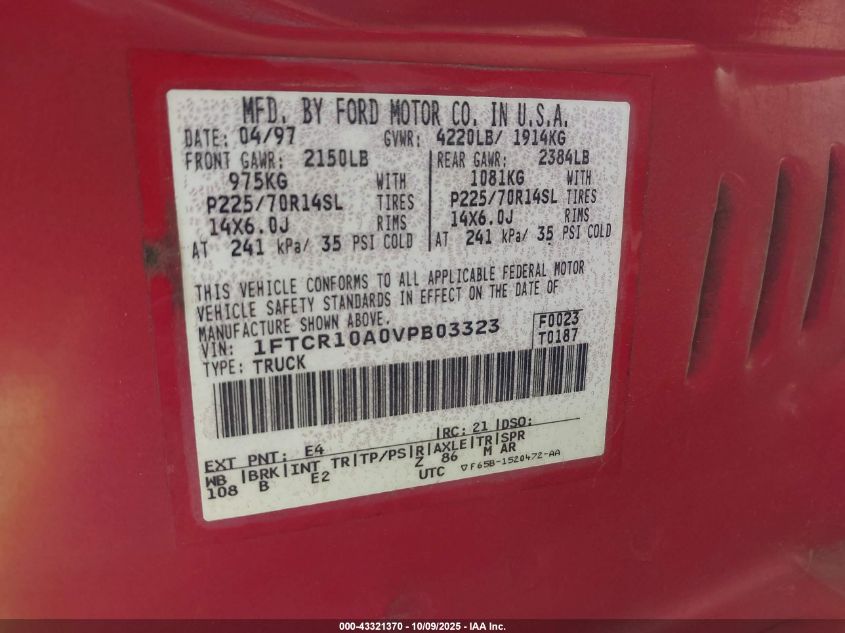 MFD. BY FORD MOTOR CO. IN U.S.A.
DATE: 04/97 GVWR: 4220LB/ 1914KG
FRONT GAWR: 2150LB REAR GAWR: 2384LB
975KG WITH 1081KG WITH
P225/70R14SL TIRES P225/70R14SL TIRES
14X6.0J RIMS 14X6.0J RIMS
AT 241 kPa/ 35 PSI COLD AT 241 kPa/ 35 PSI COLD
THIS VEHICLE CONFORMS TO ALL APPLICABLE FEDERAL MOTOR
VEHICLE SAFETY STANDARDS IN EFFECT ON THE DATE OF
MANUFACTURE SHOWN ABOVE.
VIN: 1FTCR10A0VPB03323 F0023
TYPE: TRUCK T0187
EXT PNT: E4 RC: 21 DSO:
WB BRK INT TR TP/PS R AXLE TR SPR
108 B E2 Z 86 M AR
UTC ▽F65B-1520472-AA
000-43321370 - 10/09/2025 - IAA Inc.